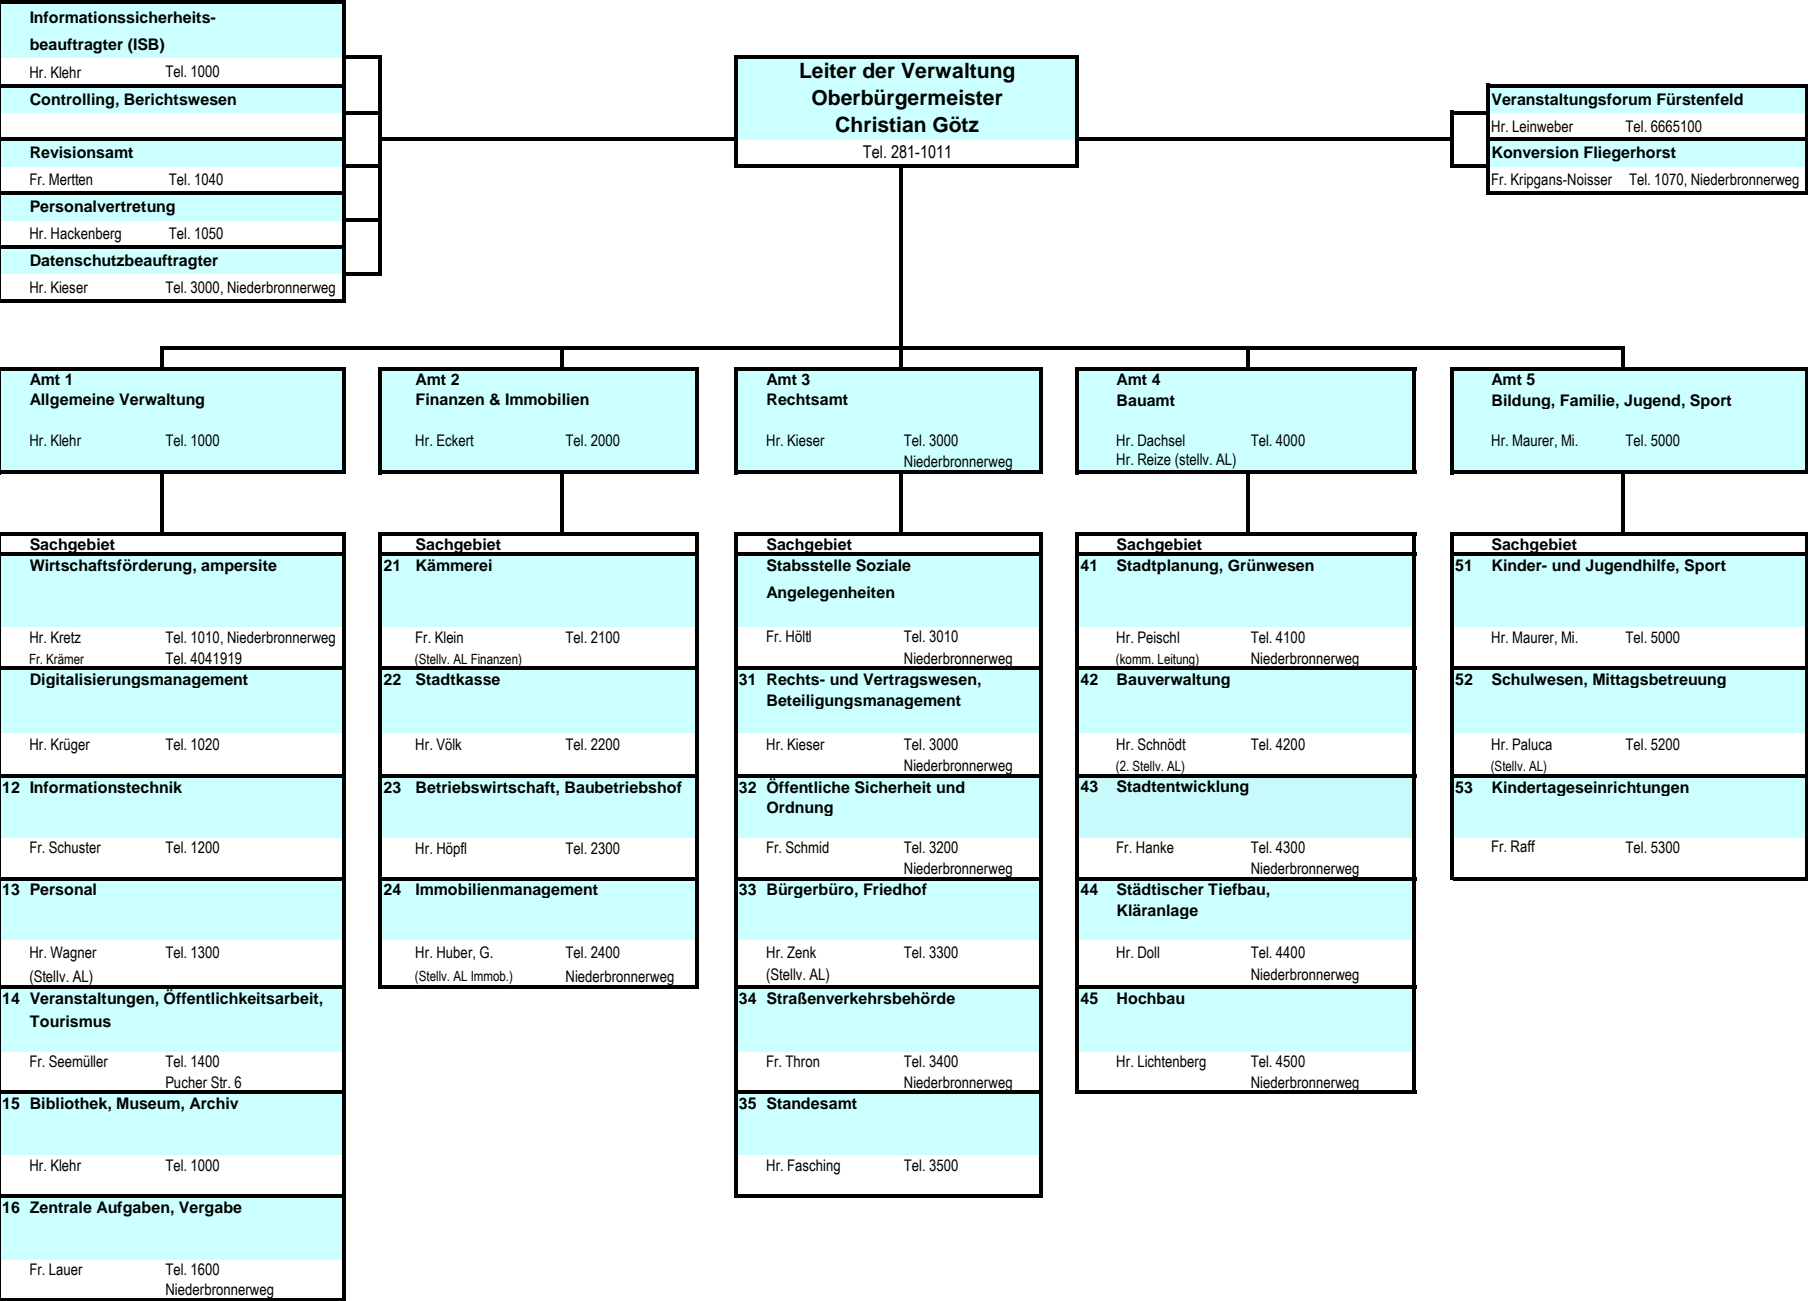 Informationssicherheits-
beauftragter (ISB)
Hr. Klehr Tel. 1000
Controlling, Berichtswesen
Revisionsamt
Fr. Mertten Tel. 1040
Personalvertretung
Hr. Hackenberg Tel. 1050
Datenschutzbeauftragter
Hr. Kieser Tel. 3000, Niederbronnerweg
Leiter der Verwaltung
Oberbürgermeister
Christian Götz
Tel. 281-1011
Veranstaltungsforum Fürstenfeld
Hr. Leinweber Tel. 6665100
Konversion Fliegerhorst
Fr. Kripgans-Noisser Tel. 1070, Niederbronnerweg
Amt 1
Allgemeine Verwaltung
Hr. Klehr Tel. 1000
Sachgebiet
Wirtschaftsförderung, ampersite
Hr. Kretz Tel. 1010, Niederbronnerweg
Fr. Krämer Tel. 4041919
Digitalisierungsmanagement
Hr. Krüger Tel. 1020
12 Informationstechnik
Fr. Schuster Tel. 1200
13 Personal
Hr. Wagner Tel. 1300
(Stellv. AL)
14 Veranstaltungen, Öffentlichkeitsarbeit,
Tourismus
Fr. Seemüller Tel. 1400
Pucher Str. 6
15 Bibliothek, Museum, Archiv
Hr. Klehr Tel. 1000
16 Zentrale Aufgaben, Vergabe
Fr. Lauer Tel. 1600
Niederbronnerweg
Amt 2
Finanzen & Immobilien
Hr. Eckert Tel. 2000
Sachgebiet
21 Kämmerei
Fr. Klein Tel. 2100
(Stellv. AL Finanzen)
22 Stadtkasse
Hr. Völk Tel. 2200
23 Betriebswirtschaft, Baubetriebshof
Hr. Höpfl Tel. 2300
24 Immobilienmanagement
Hr. Huber, G. Tel. 2400
(Stellv. AL Immob.) Niederbronnerweg
Amt 3
Rechtsamt
Hr. Kieser Tel. 3000
Niederbronnerweg
Sachgebiet
Stabsstelle Soziale
Angelegenheiten
Fr. Höltl Tel. 3010
Niederbronnerweg
31 Rechts- und Vertragswesen,
Beteiligungsmanagement
Hr. Kieser Tel. 3000
Niederbronnerweg
32 Öffentliche Sicherheit und
Ordnung
Fr. Schmid Tel. 3200
Niederbronnerweg
33 Bürgerbüro, Friedhof
Hr. Zenk Tel. 3300
(Stellv. AL)
34 Straßenverkehrsbehörde
Fr. Thron Tel. 3400
Niederbronnerweg
35 Standesamt
Hr. Fasching Tel. 3500
Amt 4
Bauamt
Hr. Dachsel Tel. 4000
Hr. Reize (stellv. AL)
Sachgebiet
41 Stadtplanung, Grünwesen
Hr. Peischl Tel. 4100
(komm. Leitung) Niederbronnerweg
42 Bauverwaltung
Hr. Schnödt Tel. 4200
(2. Stellv. AL)
43 Stadtentwicklung
Fr. Hanke Tel. 4300
Niederbronnerweg
44 Städtischer Tiefbau,
Kläranlage
Hr. Doll Tel. 4400
Niederbronnerweg
45 Hochbau
Hr. Lichtenberg Tel. 4500
Niederbronnerweg
Amt 5
Bildung, Familie, Jugend, Sport
Hr. Maurer, Mi. Tel. 5000
Sachgebiet
51 Kinder- und Jugendhilfe, Sport
Hr. Maurer, Mi. Tel. 5000
52 Schulwesen, Mittagsbetreuung
Hr. Paluca Tel. 5200
(Stellv. AL)
53 Kindertageseinrichtungen
Fr. Raff Tel. 5300